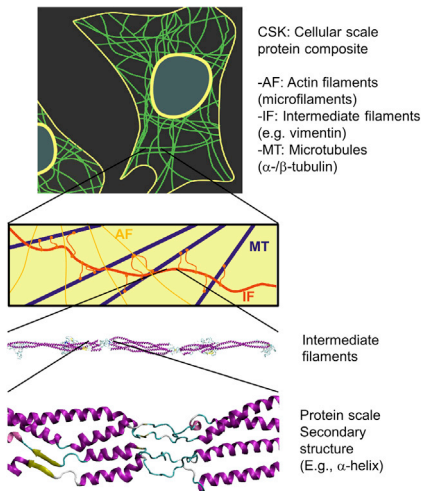 CSK: Cellular scale
protein composite
-AF: Actin filaments
(microfilaments)
-IF: Intermediate filaments
(e.g. vimentin)
-MT: Microtubules
(α-/β-tubulin)
AF
MT
IF
Intermediate
filaments
Protein scale
Secondary
structure
(E.g., α-helix)